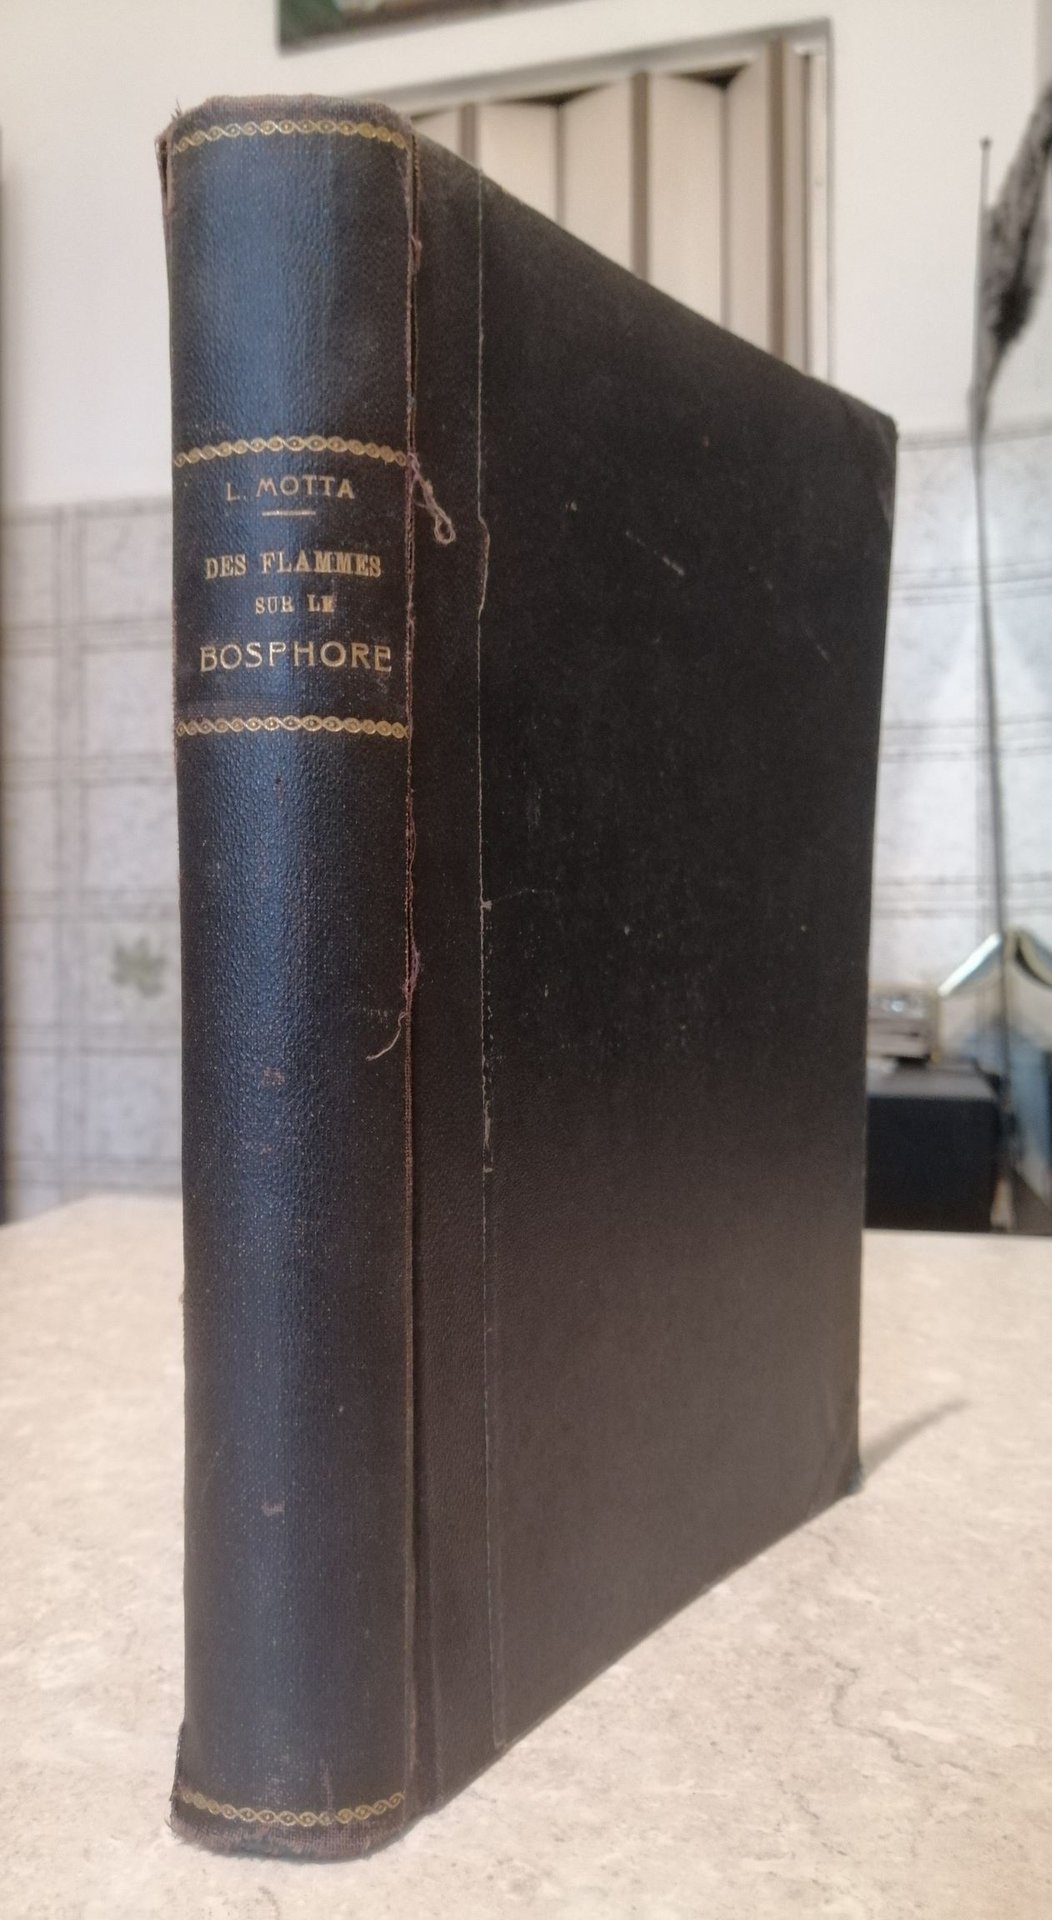 L. MOTTA
DES FLAMMES
SUR LE
BOSPHORE